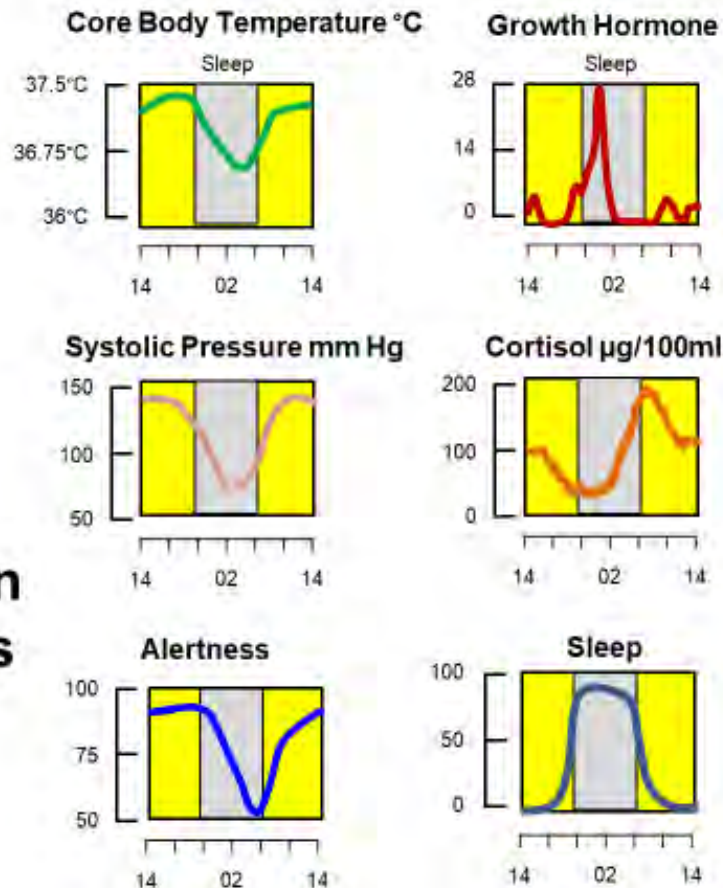 Core Body Temperature °C
Sleep
37.5°C
36.75°C
36°C
14 02 14
Growth Hormone
Sleep
28
14
0
14 02 14
Systolic Pressure mm Hg
150
100
50
14 02 14
Cortisol µg/100ml
200
100
0
14 02 14
n
s
Alertness
100
75
50
14 02 14
Sleep
100
50
0
14 02 14